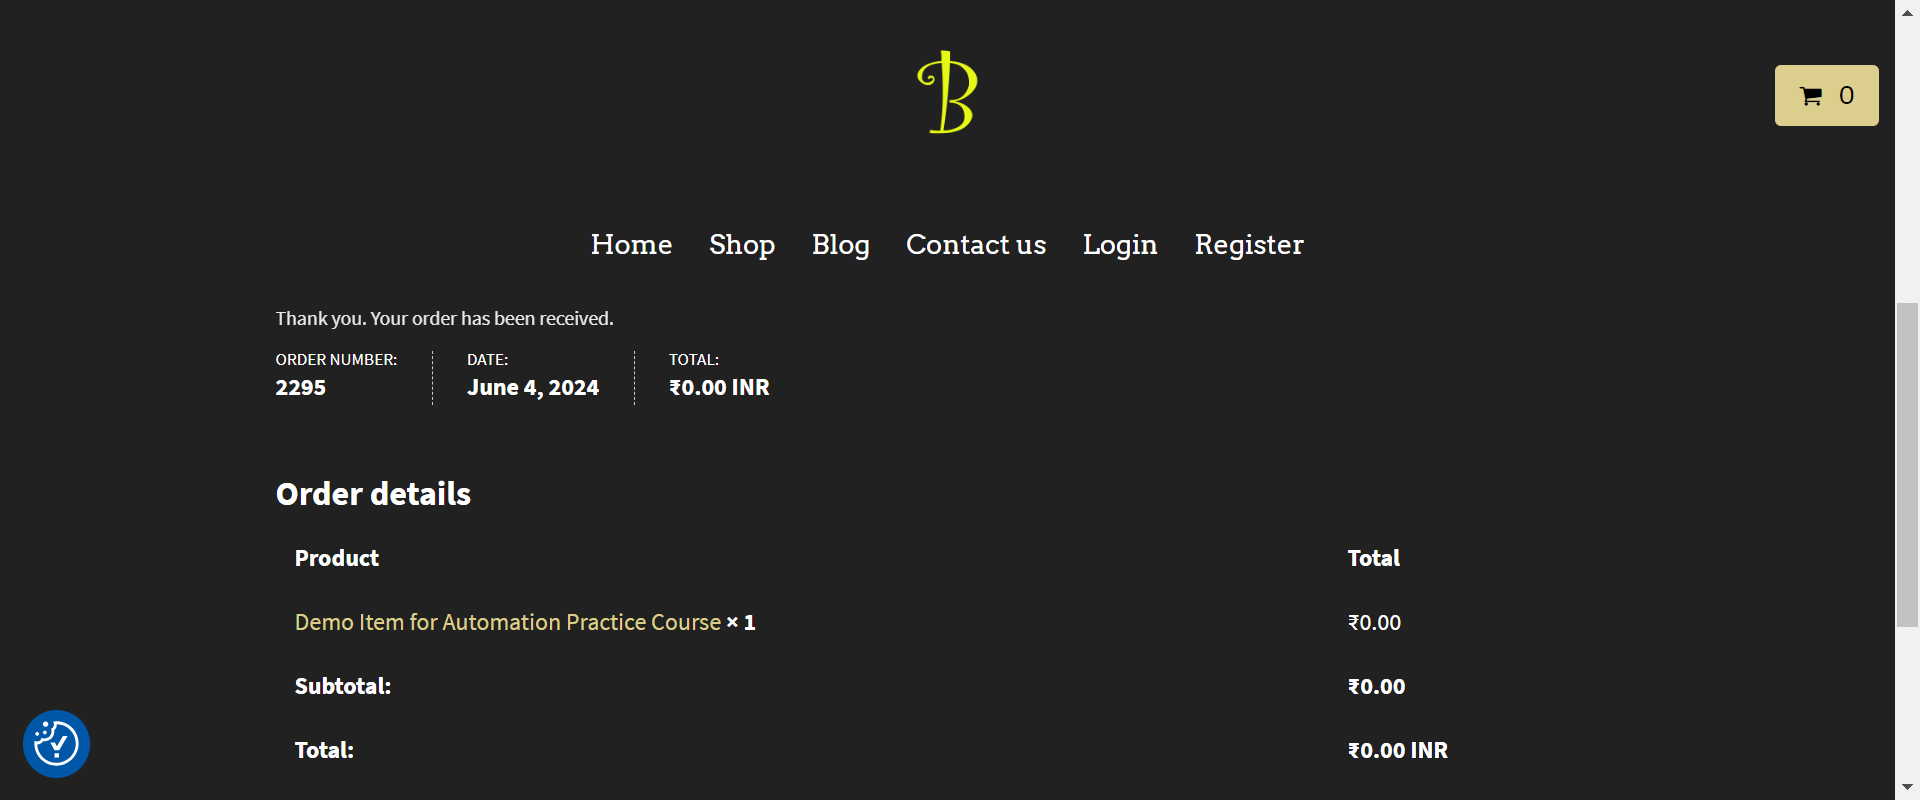 B
0
Home Shop Blog Contact us Login Register
Thank you. Your order has been received.
ORDER NUMBER: DATE: TOTAL:
2295 June 4, 2024 ₹0.00 INR
Order details
Product Total
Demo Item for Automation Practice Course × 1 ₹0.00
Subtotal: ₹0.00
Total: ₹0.00 INR